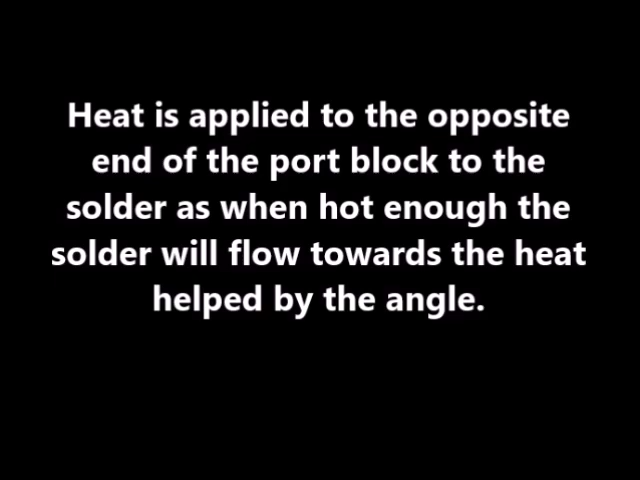 Heat is applied to the opposite
end of the port block to the
solder as when hot enough the
solder will flow towards the heat
helped by the angle.